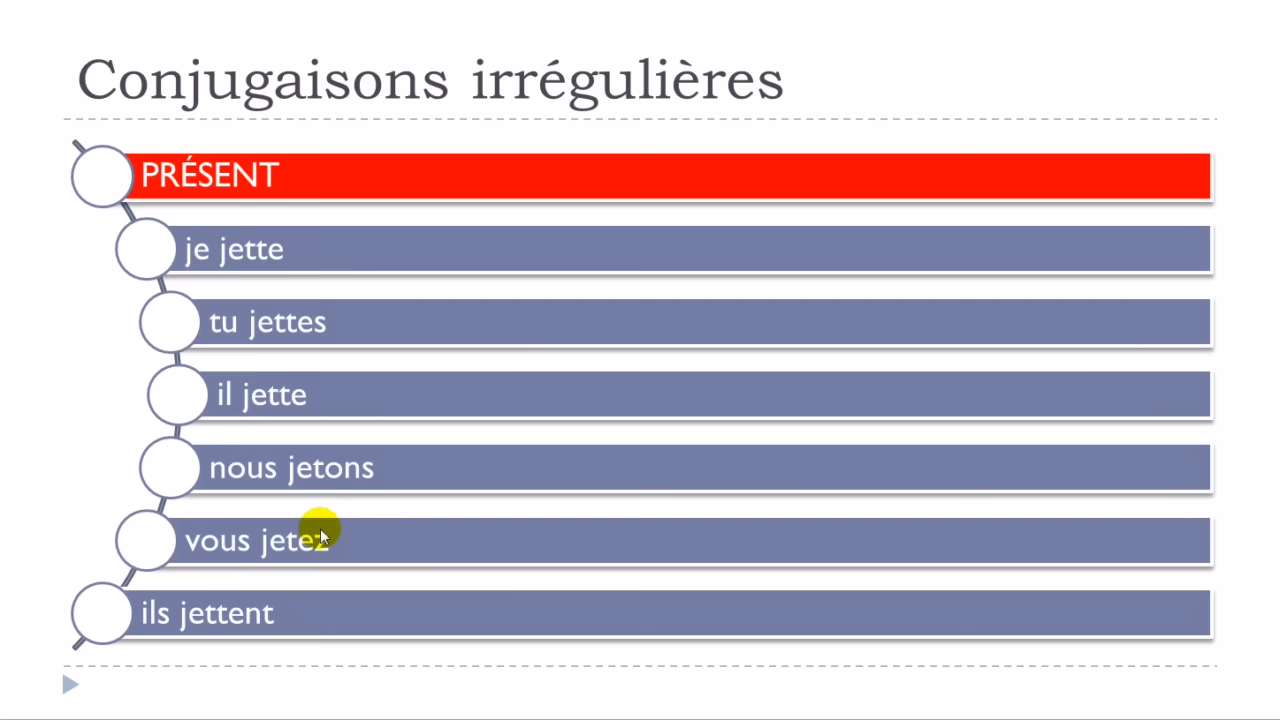 Conjugaisons irrégulières
PRÉSENT
je jette
tu jettes
il jette
nous jetons
vous jetez
ils jettent